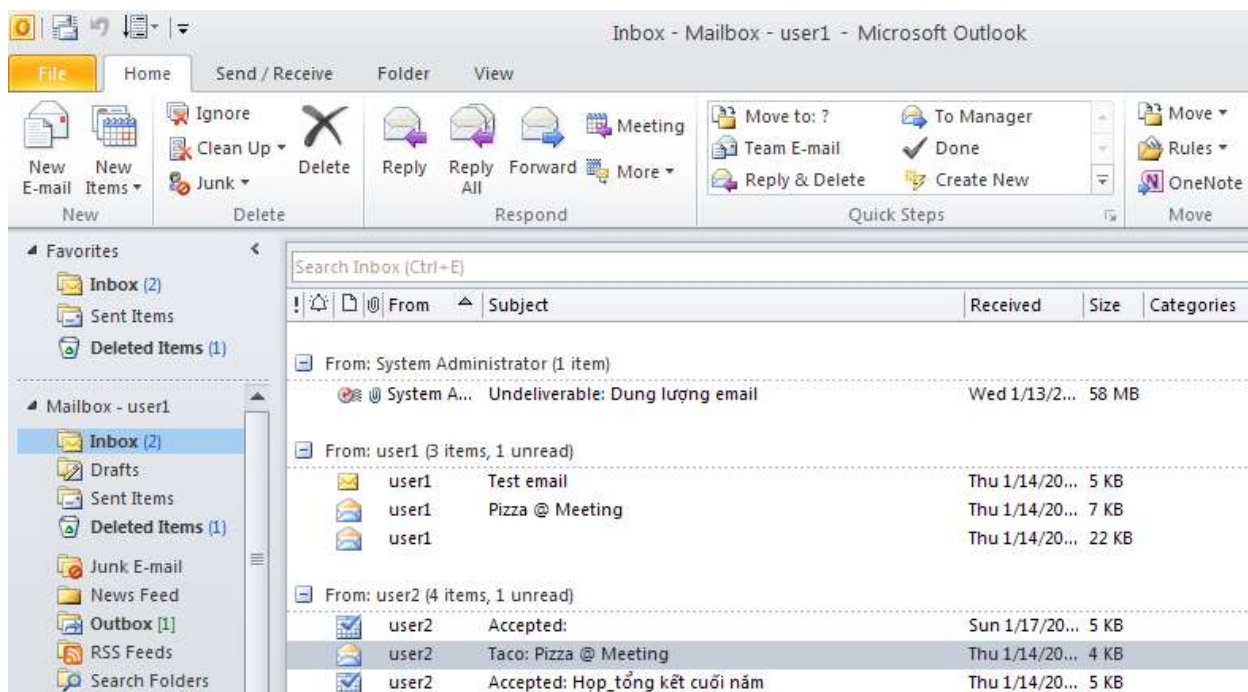 Inbox - Mailbox - user1 - Microsoft Outlook
File Home Send / Receive Folder View
New E-mail
New Items
Ignore
Clean Up
Junk
Delete
Reply
Reply All
Forward
Meeting
More
Move to: ?
Team E-mail
Reply & Delete
To Manager
Done
Create New
Move
Rules
OneNote
New Delete Respond Quick Steps Move
Favorites
Inbox (2)
Sent Items
Deleted Items (1)
Mailbox - user1
Inbox (2)
Drafts
Sent Items
Deleted Items (1)
Junk E-mail
News Feed
Outbox [1]
RSS Feeds
Search Folders
Search Inbox (Ctrl+E)
! From Subject Received Size Categories
From: System Administrator (1 item)
System A... Undeliverable: Dung lượng email Wed 1/13/2... 58 MB
From: user1 (3 items, 1 unread)
user1 Test email Thu 1/14/20... 5 KB
user1 Pizza @ Meeting Thu 1/14/20... 7 KB
user1 Thu 1/14/20... 22 KB
From: user2 (4 items, 1 unread)
user2 Accepted: Sun 1/17/20... 5 KB
user2 Taco: Pizza @ Meeting Thu 1/14/20... 4 KB
user2 Accepted: Họp_tổng kết cuối năm Thu 1/14/20... 5 KB